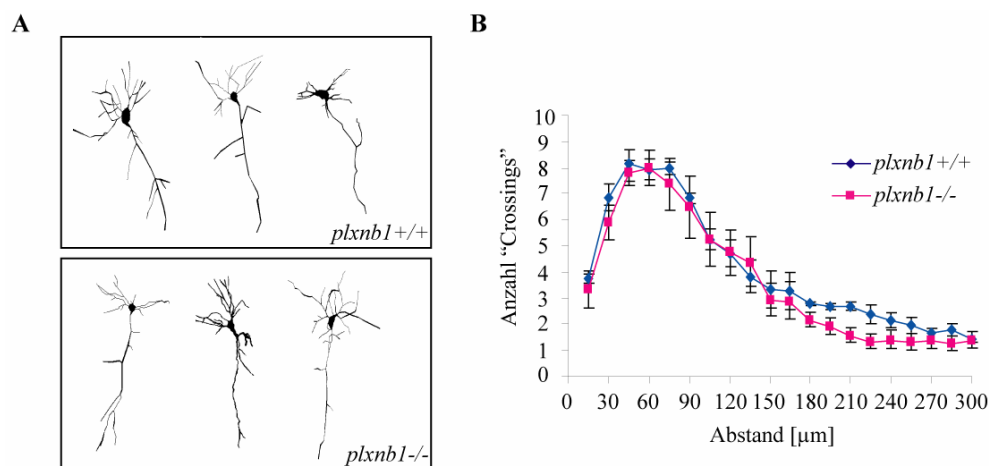 A
plxnb1+/+
plxnb1-/-
B
Anzahl “Crossings”
10
9
8
7
6
5
4
3
2
1
0
0 30 60 90 120 150 180 210 240 270 300
Abstand [µm]
plxnb1+/+
plxnb1-/-